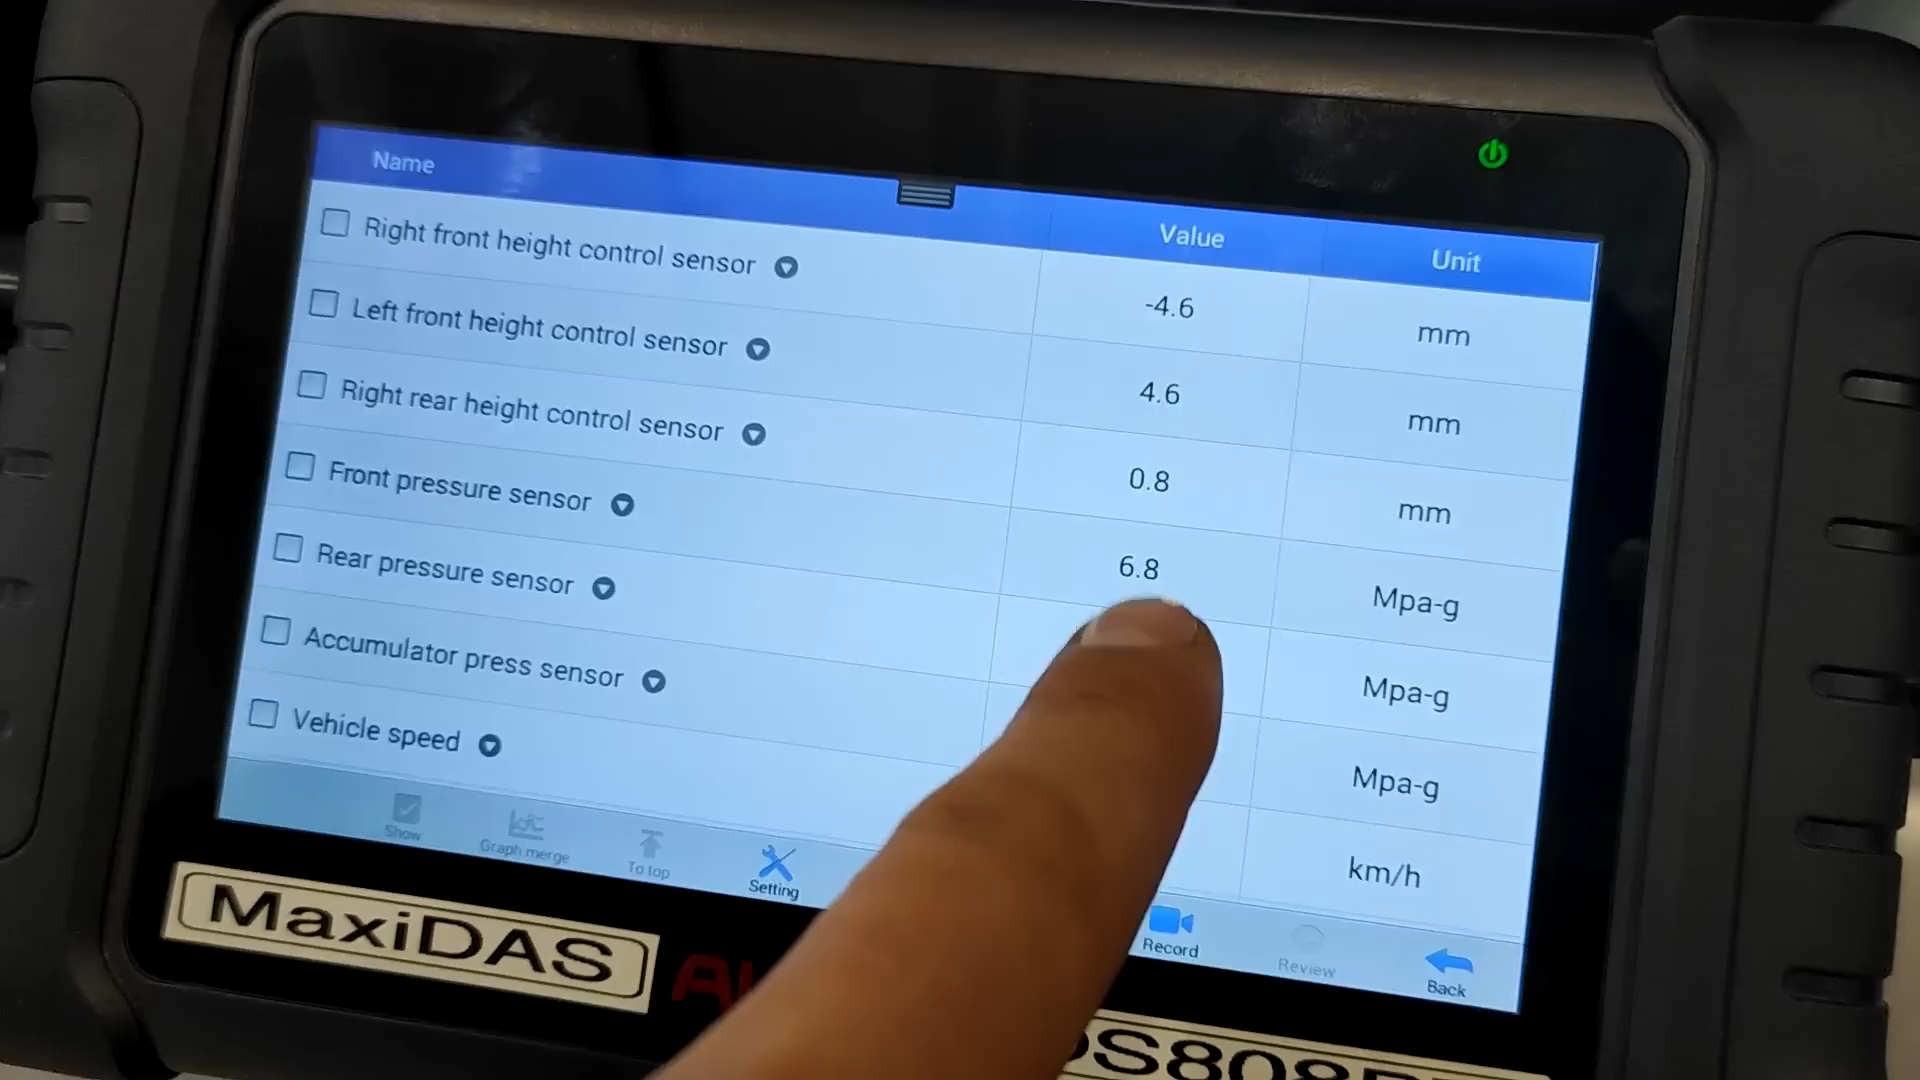 Name Value Unit
Right front height control sensor -4.6 mm
Left front height control sensor 4.6 mm
Right rear height control sensor 0.8 mm
Front pressure sensor 6.8 Mpa-g
Rear pressure sensor Mpa-g
Accumulator press sensor Mpa-g
Vehicle speed km/h
Show Graph merge To top Setting Record Review Back
MaxiDAS